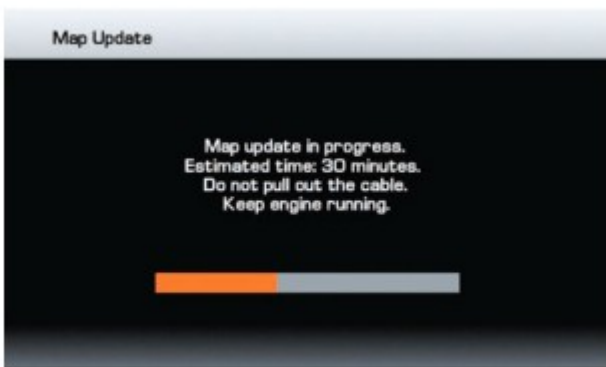 Map Update
Map update in progress.
Estimated time: 30 minutes.
Do not pull out the cable.
Keep engine running.